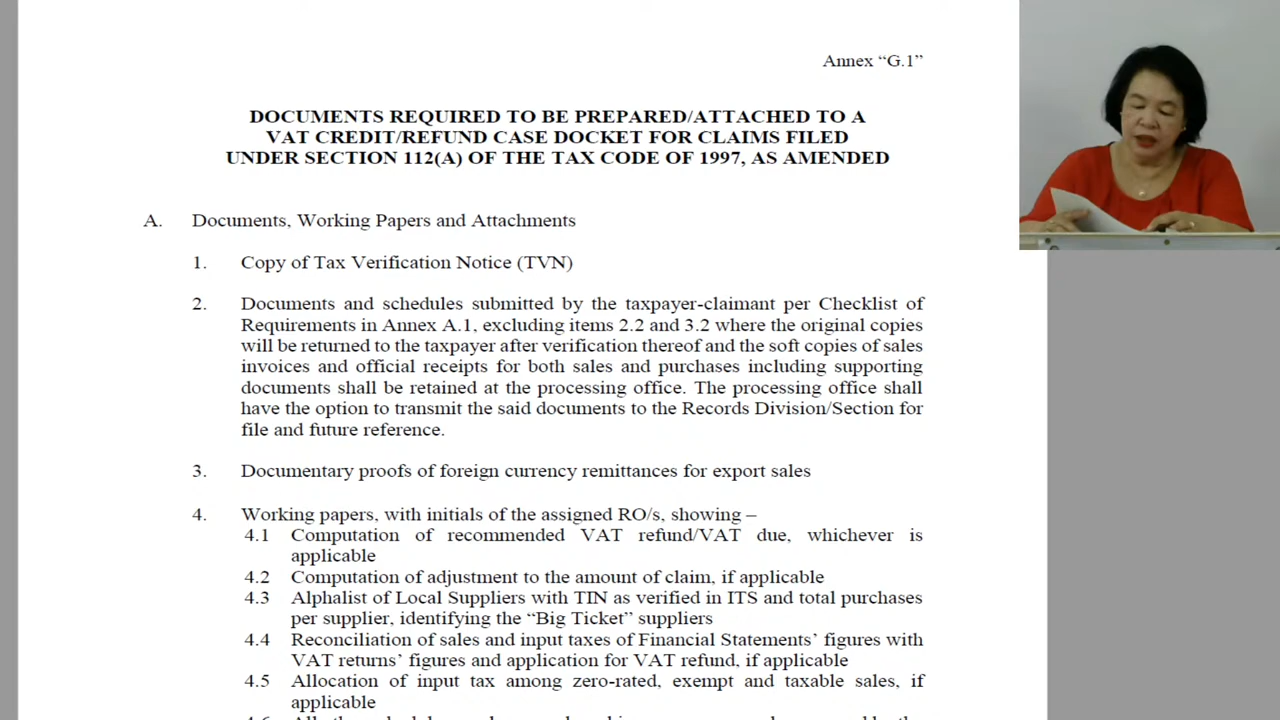 Annex “G.1”
DOCUMENTS REQUIRED TO BE PREPARED/ATTACHED TO A
VAT CREDIT/REFUND CASE DOCKET FOR CLAIMS FILED
UNDER SECTION 112(A) OF THE TAX CODE OF 1997, AS AMENDED
A. Documents, Working Papers and Attachments
1. Copy of Tax Verification Notice (TVN)
2. Documents and schedules submitted by the taxpayer-claimant per Checklist of
Requirements in Annex A.1, excluding items 2.2 and 3.2 where the original copies
will be returned to the taxpayer after verification thereof and the soft copies of sales
invoices and official receipts for both sales and purchases including supporting
documents shall be retained at the processing office. The processing office shall
have the option to transmit the said documents to the Records Division/Section for
file and future reference.
3. Documentary proofs of foreign currency remittances for export sales
4. Working papers, with initials of the assigned RO/s, showing –
4.1 Computation of recommended VAT refund/VAT due, whichever is
applicable
4.2 Computation of adjustment to the amount of claim, if applicable
4.3 Alphalist of Local Suppliers with TIN as verified in ITS and total purchases
per supplier, identifying the “Big Ticket” suppliers
4.4 Reconciliation of sales and input taxes of Financial Statements’ figures with
VAT returns’ figures and application for VAT refund, if applicable
4.5 Allocation of input tax among zero-rated, exempt and taxable sales, if
applicable